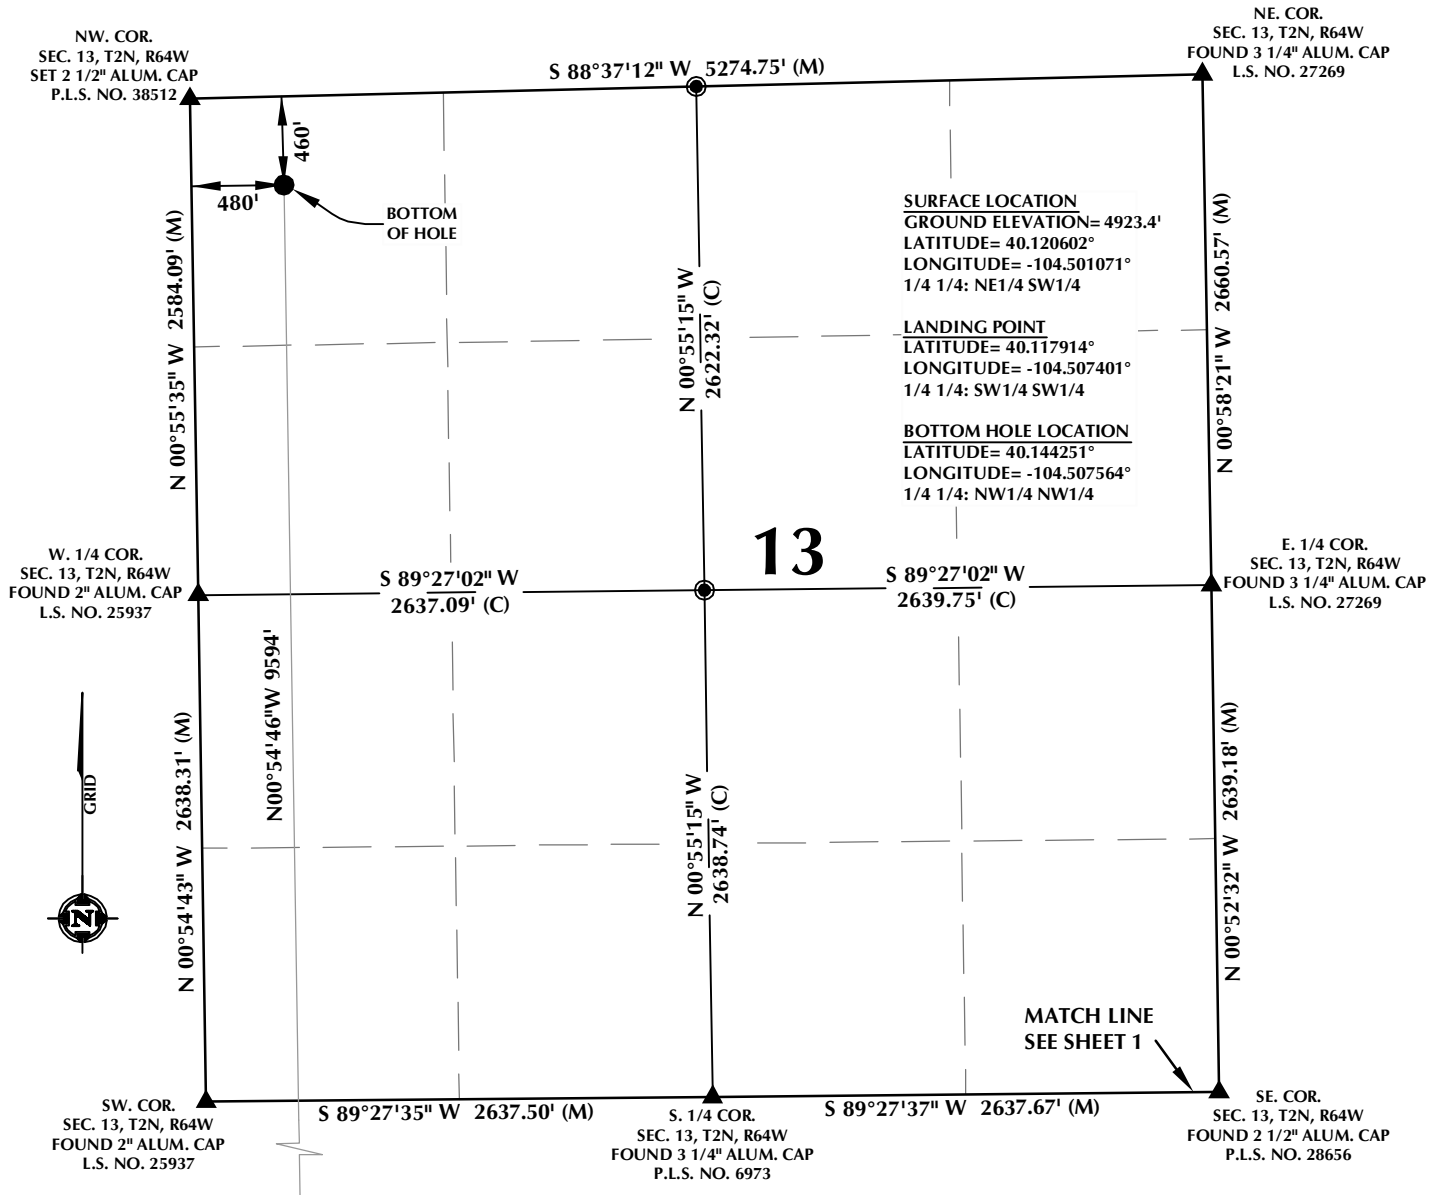 NW. COR.
SEC. 13, T2N, R64W
SET 2 1/2" ALUM. CAP
P.L.S. NO. 38512
S 88°37'12" W 5274.75' (M)
NE. COR.
SEC. 13, T2N, R64W
FOUND 3 1/4" ALUM. CAP
L.S. NO. 27269
460'
480'
BOTTOM
OF HOLE
SURFACE LOCATION
GROUND ELEVATION= 4923.4'
LATITUDE= 40.120602°
LONGITUDE= -104.501071°
1/4 1/4: NE1/4 SW1/4
LANDING POINT
LATITUDE= 40.117914°
LONGITUDE= -104.507401°
1/4 1/4: SW1/4 SW1/4
BOTTOM HOLE LOCATION
LATITUDE= 40.144251°
LONGITUDE= -104.507564°
1/4 1/4: NW1/4 NW1/4
N 00°55'35" W 2584.09' (M)
N 00°55'15" W
2622.32' (C)
N 00°58'21" W 2660.57' (M)
13
W. 1/4 COR.
SEC. 13, T2N, R64W
FOUND 2" ALUM. CAP
L.S. NO. 25937
S 89°27'02" W
2637.09' (C)
S 89°27'02" W
2639.75' (C)
E. 1/4 COR.
SEC. 13, T2N, R64W
FOUND 3 1/4" ALUM. CAP
L.S. NO. 27269
GRID
N
N 00°54'43" W 2638.31' (M)
N00°54'46"W 9594'
N 00°55'15" W
2638.74' (C)
N 00°52'32" W 2639.18' (M)
MATCH LINE
SEE SHEET 1
SW. COR.
SEC. 13, T2N, R64W
FOUND 2" ALUM. CAP
L.S. NO. 25937
S 89°27'35" W 2637.50' (M)
S. 1/4 COR.
SEC. 13, T2N, R64W
FOUND 3 1/4" ALUM. CAP
P.L.S. NO. 6973
S 89°27'37" W 2637.67' (M)
SE. COR.
SEC. 13, T2N, R64W
FOUND 2 1/2" ALUM. CAP
P.L.S. NO. 28656